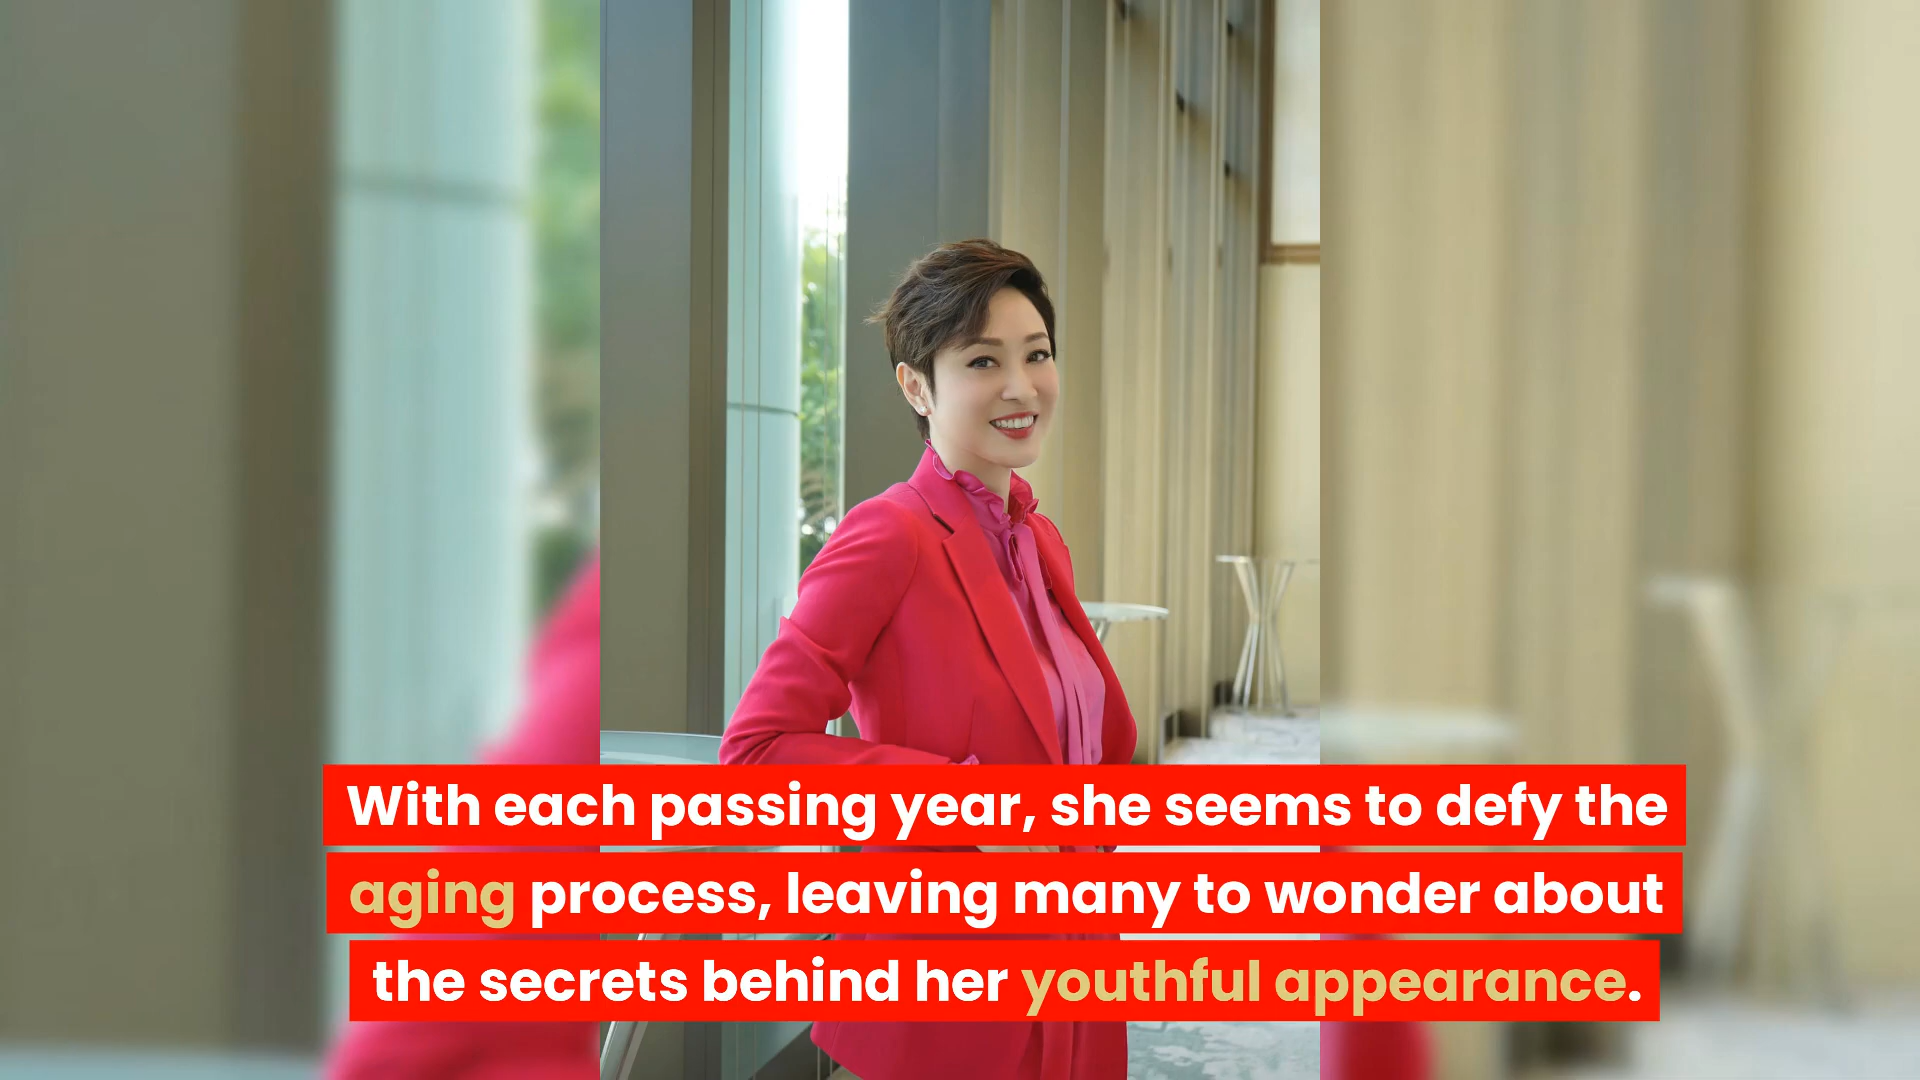 With each passing year, she seems to defy the
aging process, leaving many to wonder about
the secrets behind her youthful appearance.